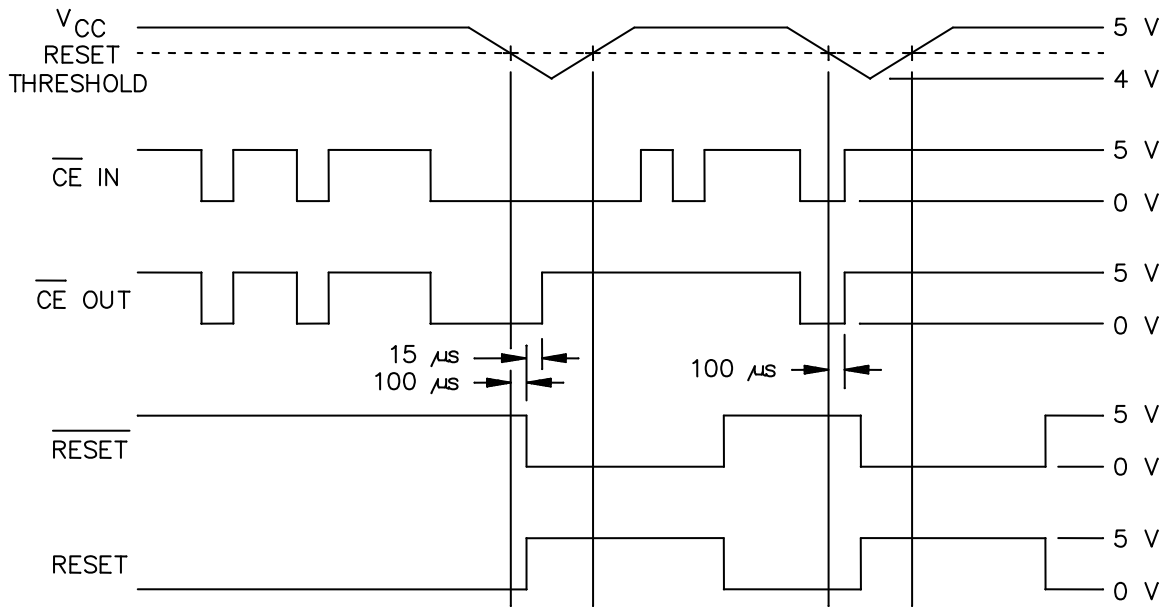 VCC
5 V
RESET
THRESHOLD
4 V
CE IN
5 V
0 V
CE OUT
5 V
0 V
15 µs
100 µs
100 µs
RESET
5 V
0 V
RESET
5 V
0 V